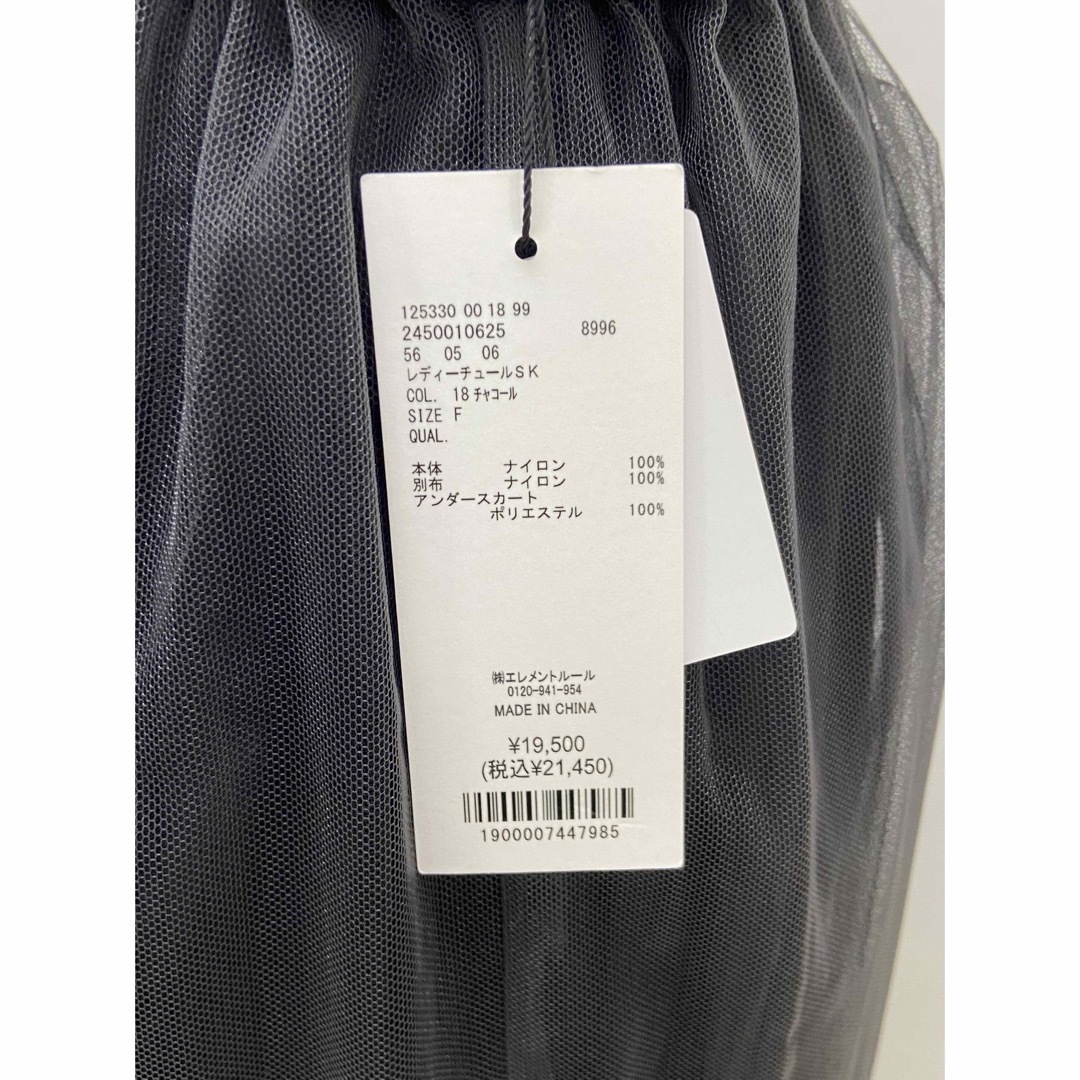 125330 00 18 99
2450010625 8996
56 05 06
レディーチュールSK
COL. 18ﾁｬｺｰﾙ
SIZE F
QUAL.
本体 ナイロン 100%
別布 ナイロン 100%
アンダースカート
ポリエステル 100%
㈱エレメントルール
0120-941-954
MADE IN CHINA
¥19,500
(税込¥21,450)
1900007447985